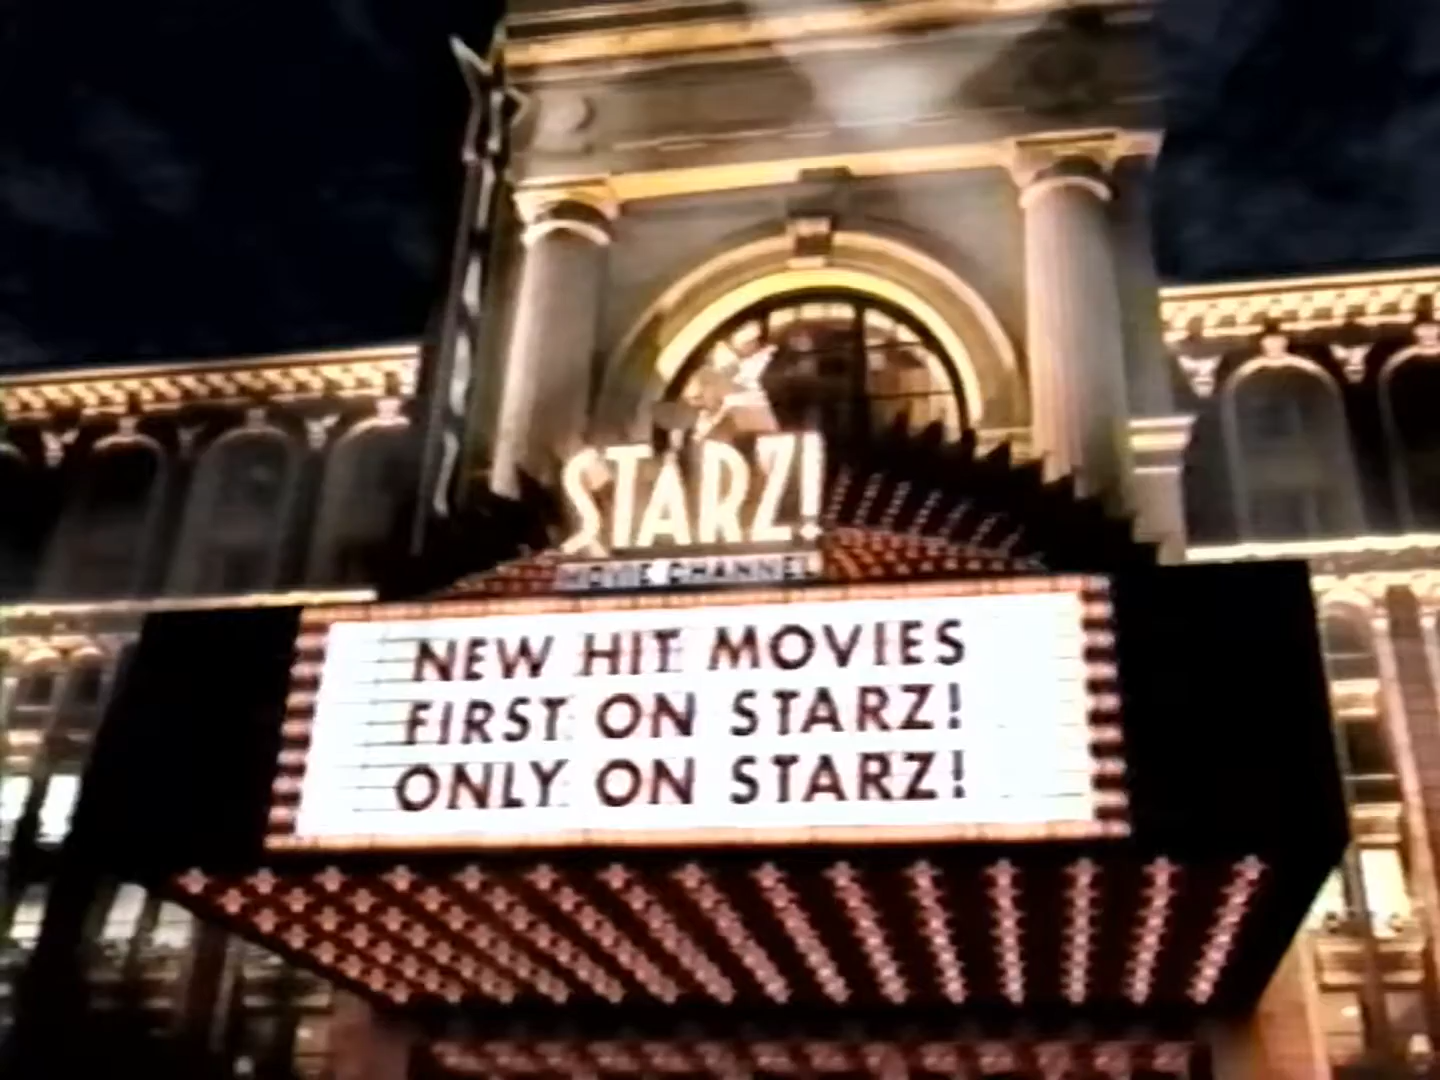 STARZ!
MOVIE CHANNEL
NEW HIT MOVIES
FIRST ON STARZ!
ONLY ON STARZ!